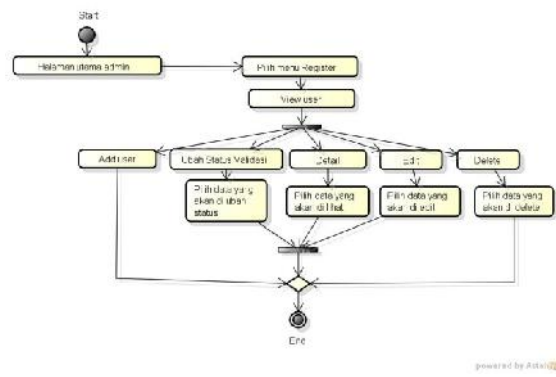 Start
Halaman utama admin
Pilih menu Register
View user
Add user
Ubah Status Validasi
Detail
Edit
Delete
Pilih data yang
akan di ubah
status
Pilih data yang
akan di lihat
Pilih data yang
akan di edit
Pilih data yang
akan di delete
End
powered by Astah